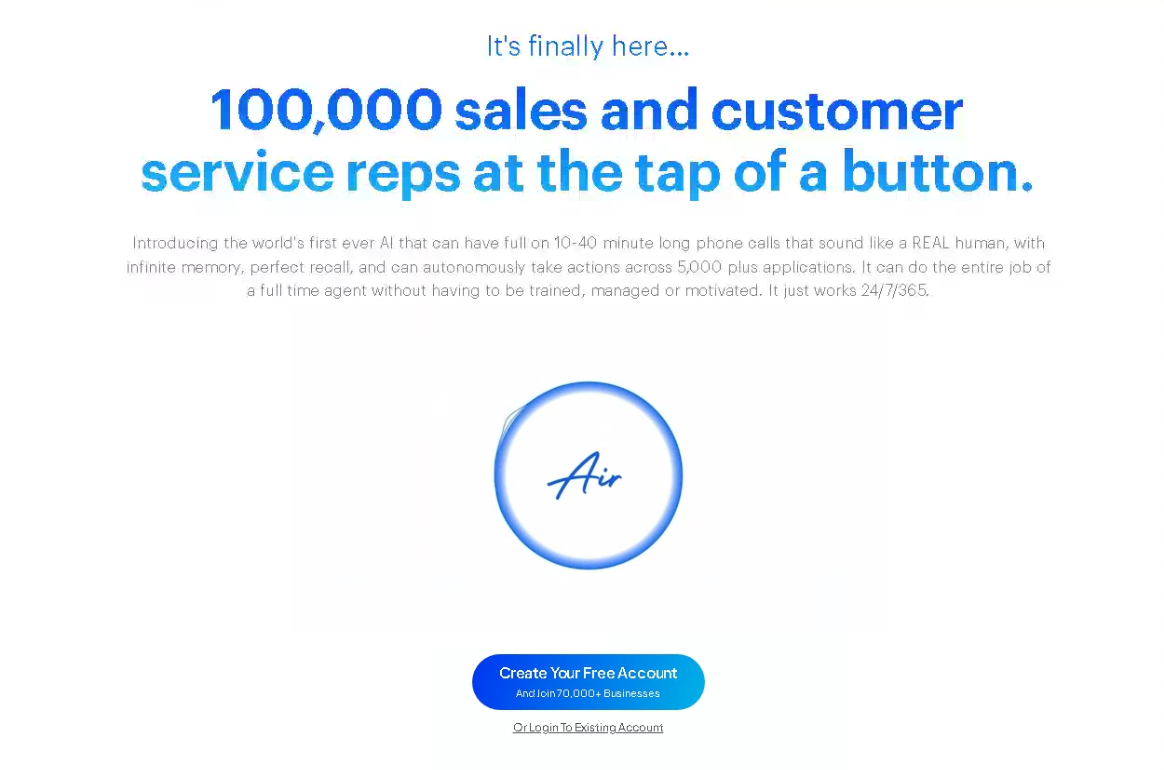 It's finally here...
100,000 sales and customer
service reps at the tap of a button.
Introducing the world's first ever AI that can have full on 10-40 minute long phone calls that sound like a REAL human, with
infinite memory, perfect recall, and can autonomously take actions across 5,000 plus applications. It can do the entire job of
a full time agent without having to be trained, managed or motivated. It just works 24/7/365.
Air
Create Your Free Account
And Join 70,000+ Businesses
Or Login To Existing Account